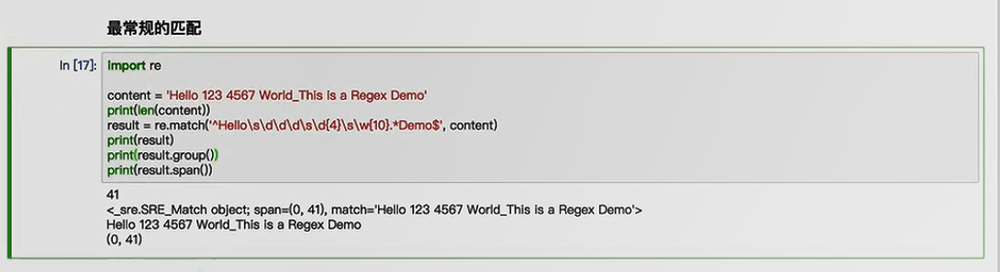 最常规的匹配
In [17]: import re
content = 'Hello 123 4567 World_This is a Regex Demo'
print(len(content))
result = re.match('^Hello\s\d\d\d\s\d{4}\s\w{10}.*Demo$', content)
print(result)
print(result.group())
print(result.span())
41
<_sre.SRE_Match object; span=(0, 41), match='Hello 123 4567 World_This is a Regex Demo'>
Hello 123 4567 World_This is a Regex Demo
(0, 41)